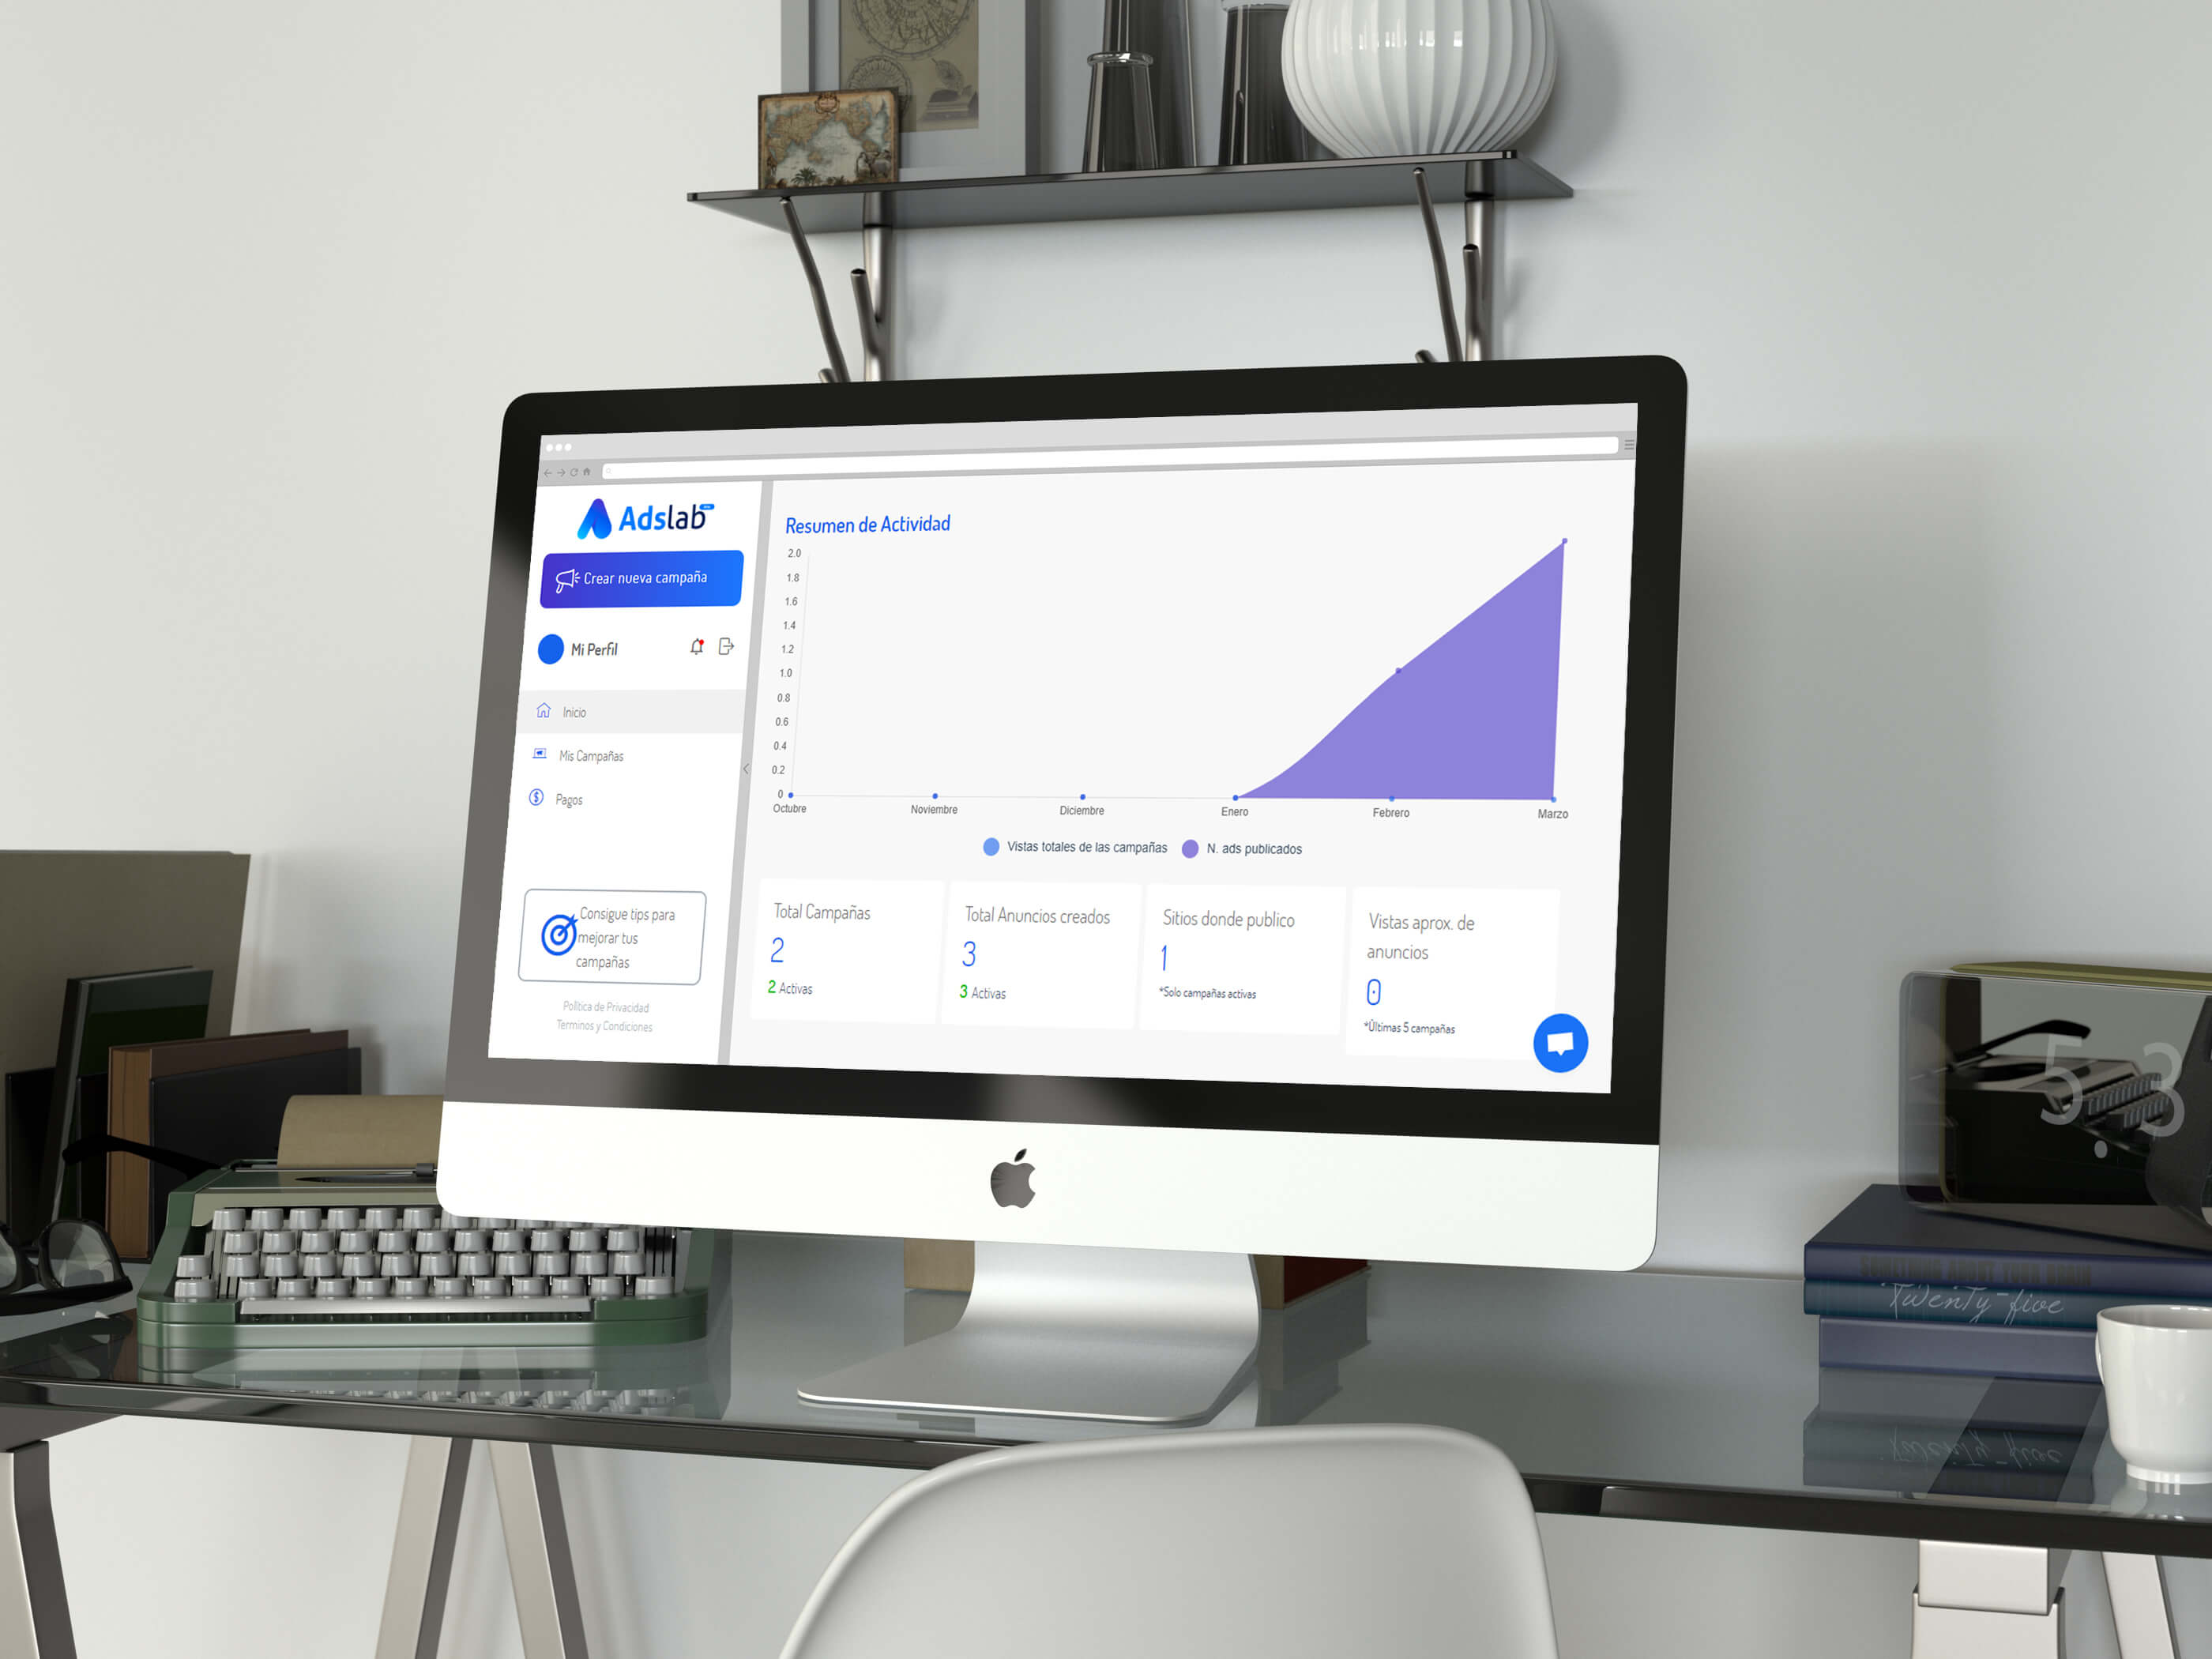 Adslab
Crear nueva campaña
Mi Perfil
Inicio
Mis Campañas
Pagos
Consigue tips para
mejorar tus
campañas
Política de Privacidad
Terminos y Condiciones
Resumen de Actividad
2.0
1.8
1.6
1.4
1.2
1.0
0.8
0.6
0.4
0.2
0
Octubre Noviembre Diciembre Enero Febrero Marzo
Vistas totales de las campañas N. ads publicados
Total Campañas
2
2 Activas
Total Anuncios creados
3
3 Activas
Sitios donde publico
1
*Solo campañas activas
Vistas aprox. de
anuncios
0
*Últimas 5 campañas
5.3
Twenty-five